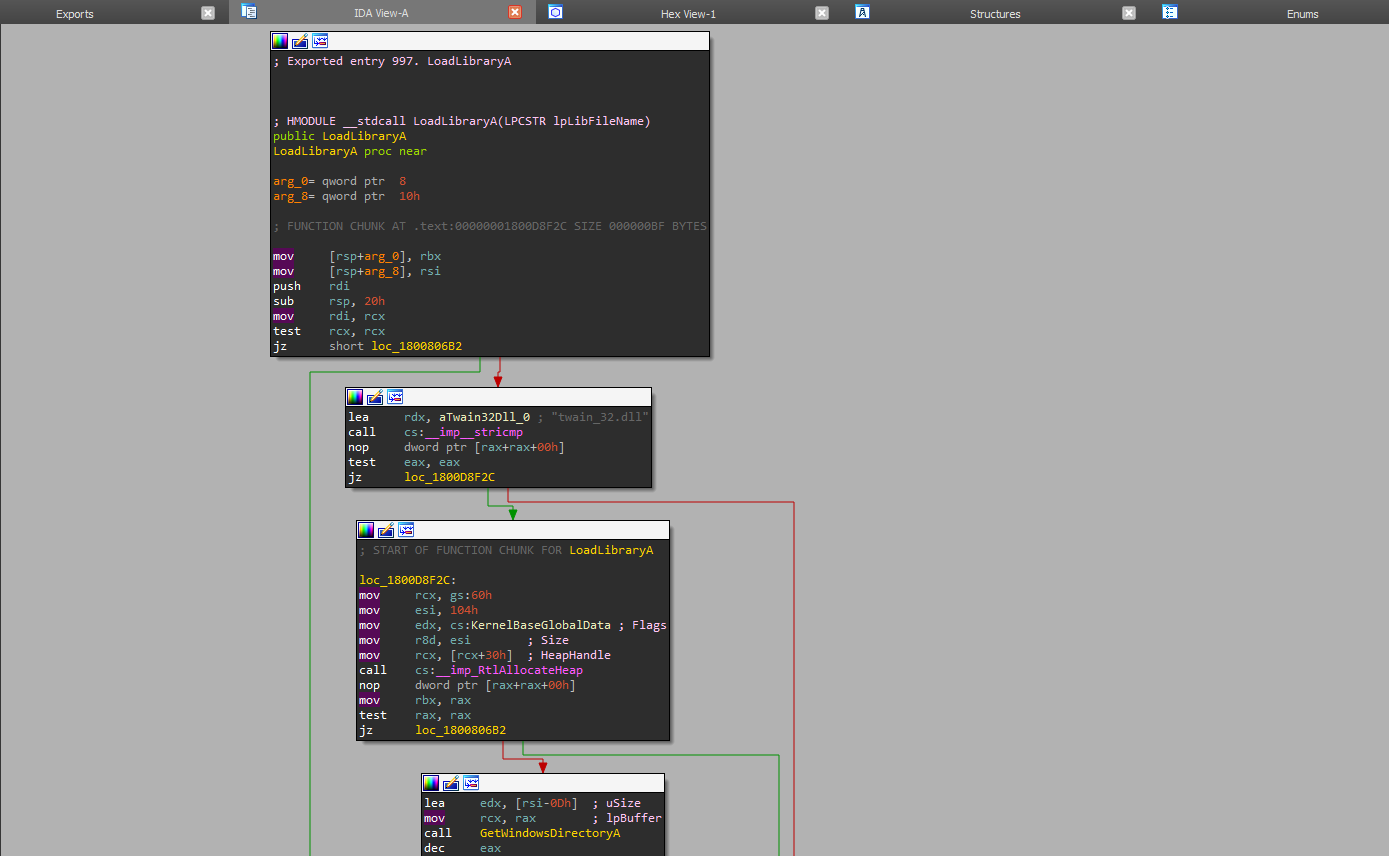 Exports IDA View-A Hex View-1 Structures Enums
; Exported entry 997. LoadLibraryA
; HMODULE __stdcall LoadLibraryA(LPCSTR lpLibFileName)
public LoadLibraryA
LoadLibraryA proc near
arg_0= qword ptr  8
arg_8= qword ptr  10h
; FUNCTION CHUNK AT .text:00000001800D8F2C SIZE 000000BF BYTES
mov     [rsp+arg_0], rbx
mov     [rsp+arg_8], rsi
push    rdi
sub     rsp, 20h
mov     rdi, rcx
test    rcx, rcx
jz      short loc_1800806B2
lea     rdx, aTwain32Dll_0 ; "twain_32.dll"
call    cs:__imp__stricmp
nop     dword ptr [rax+rax+00h]
test    eax, eax
jz      loc_1800D8F2C
; START OF FUNCTION CHUNK FOR LoadLibraryA
loc_1800D8F2C:
mov     rcx, gs:60h
mov     esi, 104h
mov     edx, cs:KernelBaseGlobalData ; Flags
mov     r8d, esi        ; Size
mov     rcx, [rcx+30h]  ; HeapHandle
call    cs:__imp_RtlAllocateHeap
nop     dword ptr [rax+rax+00h]
mov     rbx, rax
test    rax, rax
jz      loc_1800806B2
lea     edx, [rsi-0Dh]  ; uSize
mov     rcx, rax        ; lpBuffer
call    GetWindowsDirectoryA
dec     eax